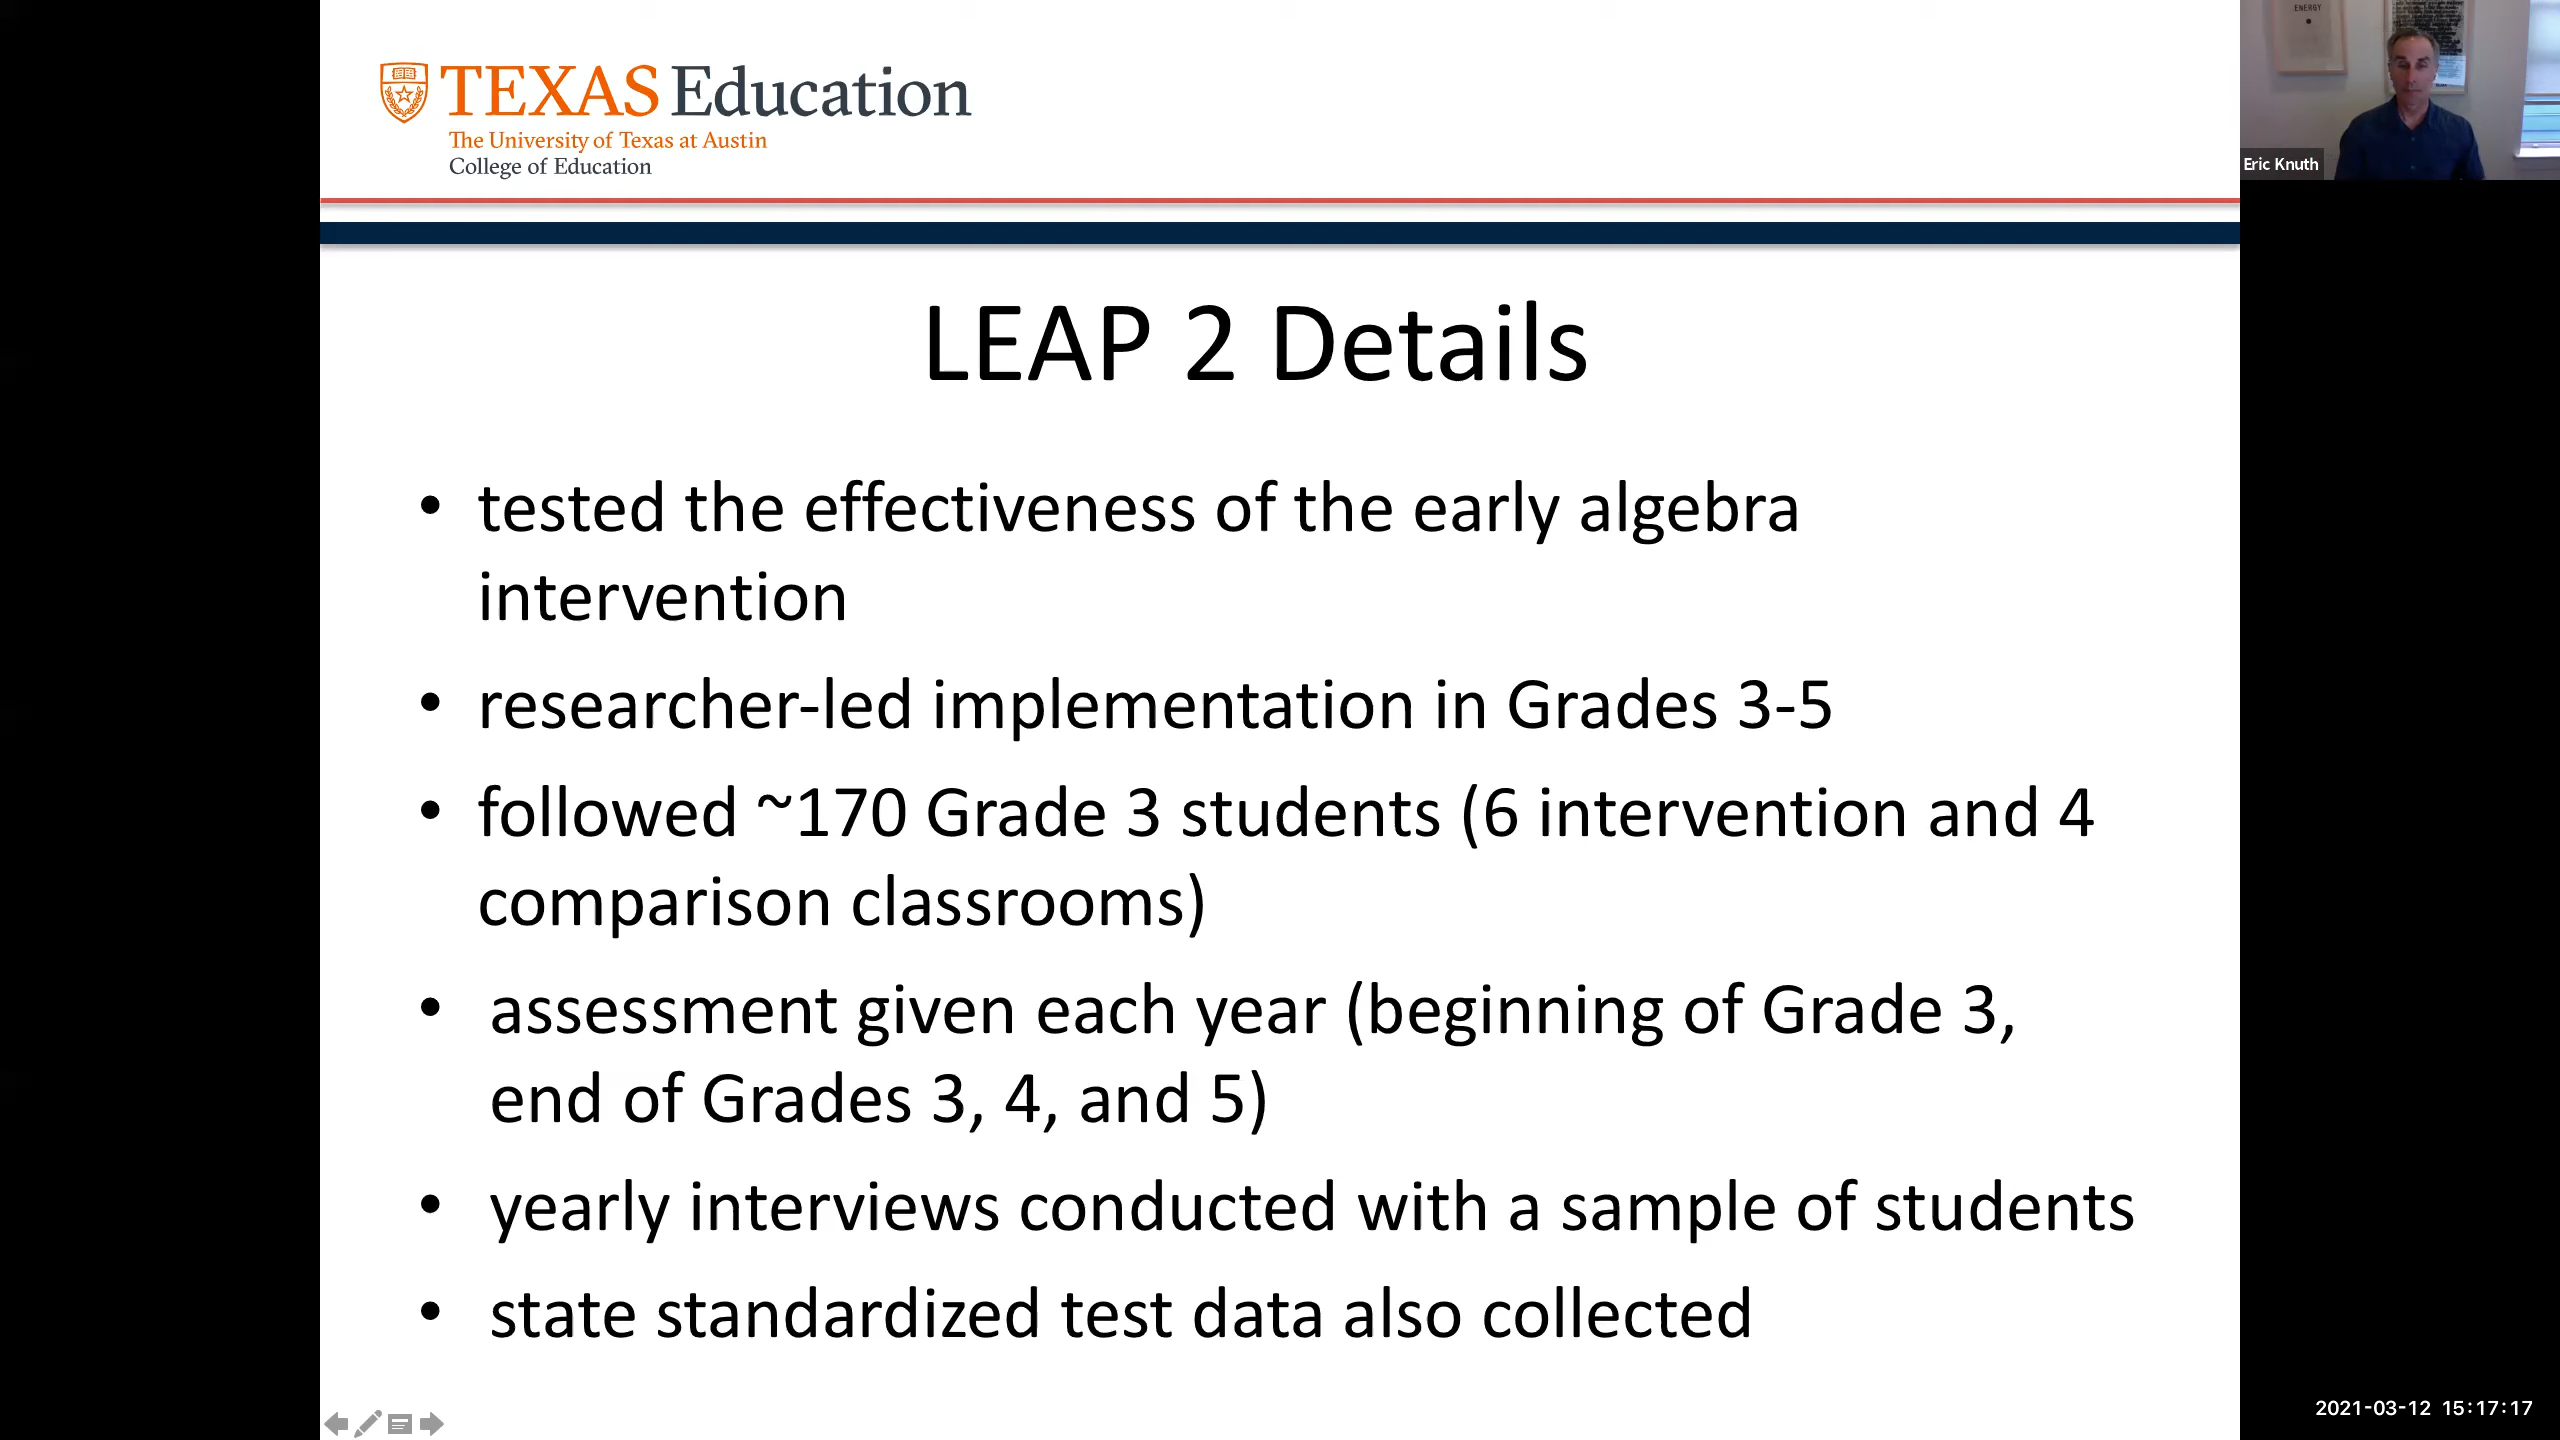 TEXAS Education
The University of Texas at Austin
College of Education
ENERGY
Eric Knuth
LEAP 2 Details
• tested the effectiveness of the early algebra
intervention
• researcher-led implementation in Grades 3-5
• followed ~170 Grade 3 students (6 intervention and 4
comparison classrooms)
• assessment given each year (beginning of Grade 3,
end of Grades 3, 4, and 5)
• yearly interviews conducted with a sample of students
• state standardized test data also collected
2021-03-12 15:17:17